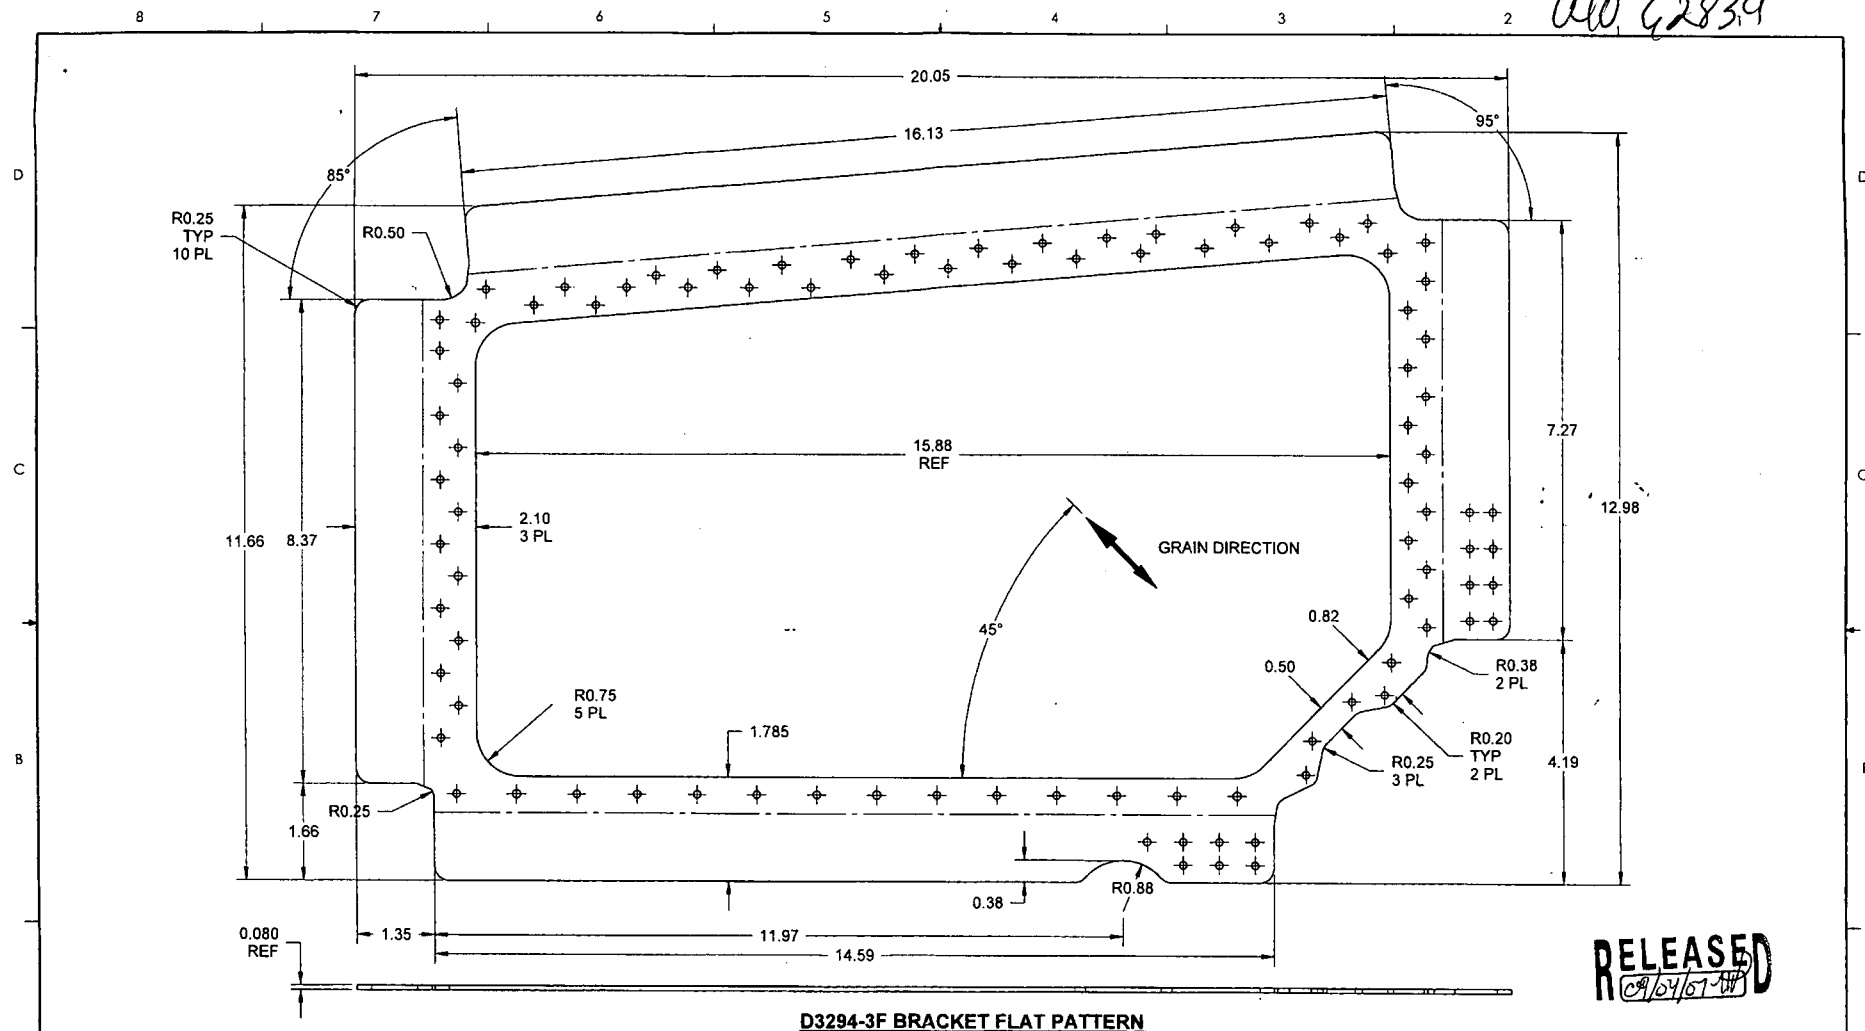 8 7 6 5 4 3 2
20.05
16.13
95°
D
85°
D
R0.25
TYP
10 PL
R0.50
7.27
C
15.88
REF
12.98
2.10
3 PL
11.66
8.37
GRAIN DIRECTION
0.82
45°
0.50
R0.38
2 PL
R0.75
5 PL
1.785
R0.20
TYP
2 PL
B
R0.25
3 PL
4.19
R0.25
1.66
R0.88
0.38
0.080
REF
1.35
11.97
14.59
RELEASED
D3294-3F BRACKET FLAT PATTERN